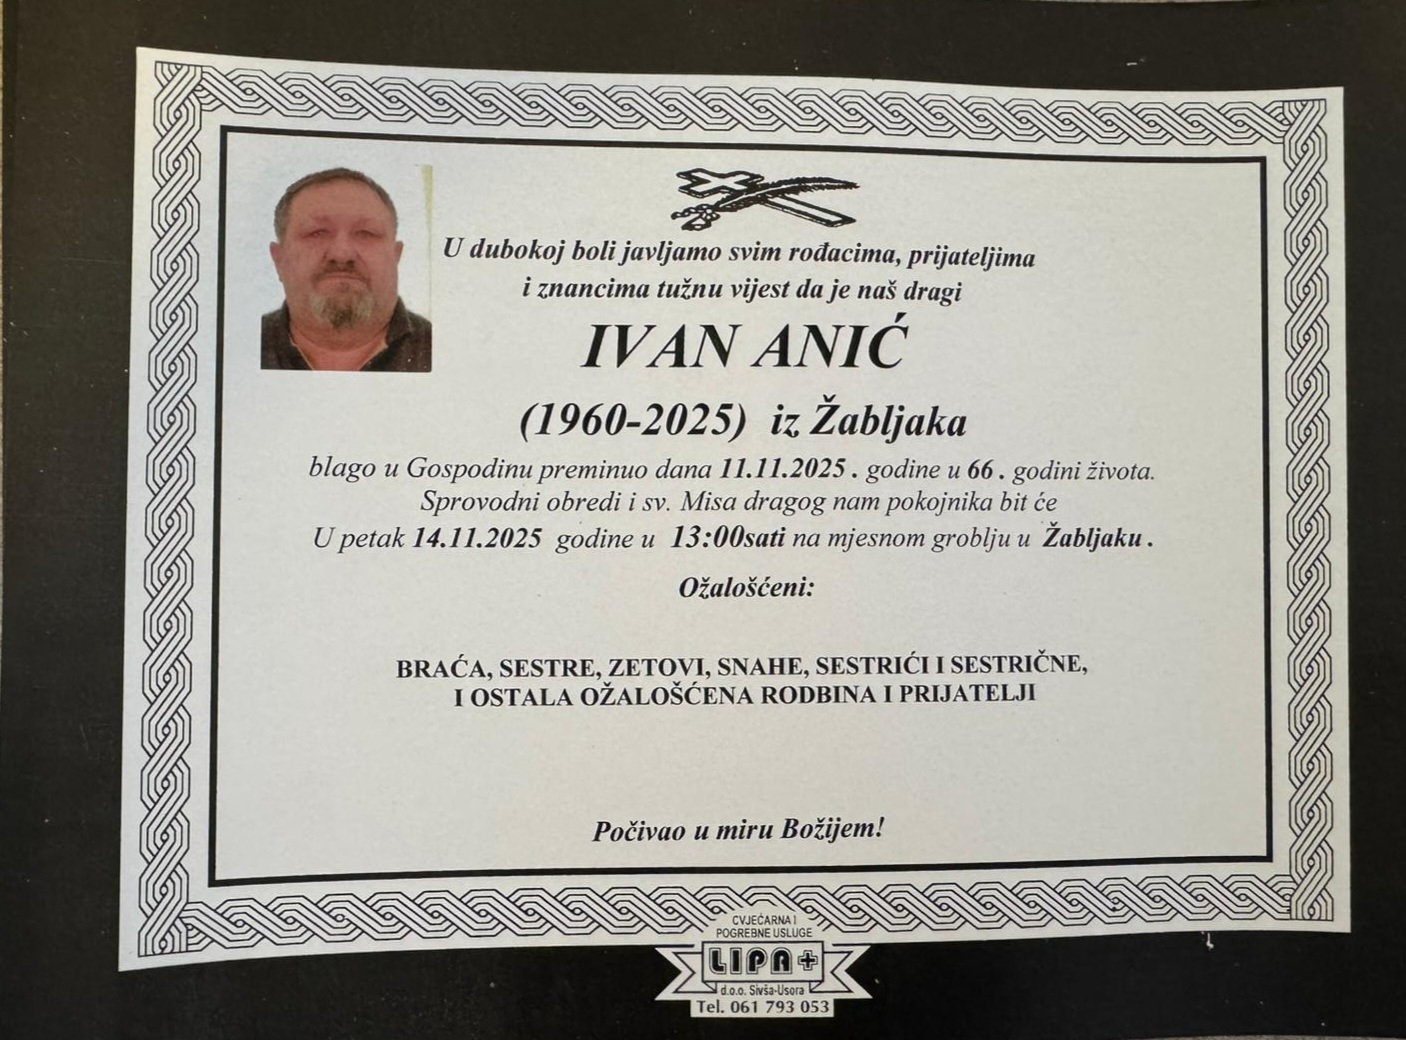 U dubokoj boli javljamo svim rođacima, prijateljima
i znancima tužnu vijest da je naš dragi
IVAN ANIĆ
(1960-2025) iz Žabljaka
blago u Gospodinu preminuo dana 11.11.2025 . godine u 66 . godini života.
Sprovodni obredi i sv. Misa dragog nam pokojnika bit će
U petak 14.11.2025 godine u 13:00sati na mjesnom groblju u Žabljaku .
Ožalošćeni:
BRAĆA, SESTRE, ZETOVI, SNAHE, SESTRIĆI I SESTRIČNE,
I OSTALA OŽALOŠĆENA RODBINA I PRIJATELJI
Počivao u miru Božijem!
CVJEĆARNA I
POGREBNE USLUGE
LIPA+
d.o.o. Sivša-Usora
Tel. 061 793 053